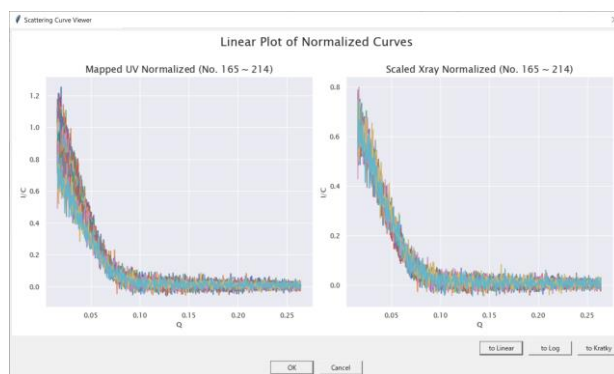 Scattering Curve Viewer
Linear Plot of Normalized Curves
Mapped UV Normalized (No. 165 ~ 214)
I/C
1.2
1.0
0.8
0.6
0.4
0.2
0.0
0.05 0.10 0.15 0.20 0.25
Q
Scaled Xray Normalized (No. 165 ~ 214)
I/C
0.8
0.6
0.4
0.2
0.0
0.05 0.10 0.15 0.20 0.25
Q
to Linear to Log to Kratky
OK Cancel